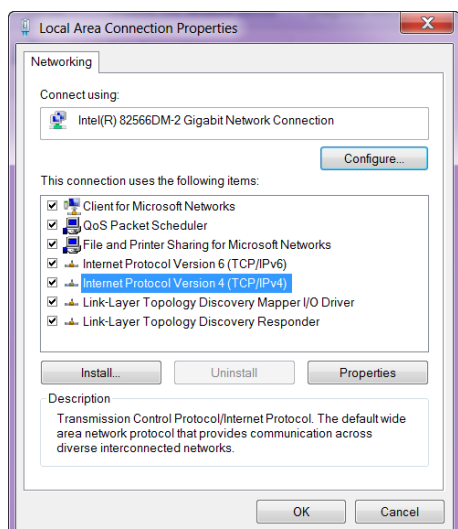 Local Area Connection Properties
Networking
Connect using:
Intel(R) 82566DM-2 Gigabit Network Connection
Configure...
This connection uses the following items:
Client for Microsoft Networks
QoS Packet Scheduler
File and Printer Sharing for Microsoft Networks
Internet Protocol Version 6 (TCP/IPv6)
Internet Protocol Version 4 (TCP/IPv4)
Link-Layer Topology Discovery Mapper I/O Driver
Link-Layer Topology Discovery Responder
Install... Uninstall Properties
Description
Transmission Control Protocol/Internet Protocol. The default wide
area network protocol that provides communication across
diverse interconnected networks.
OK Cancel